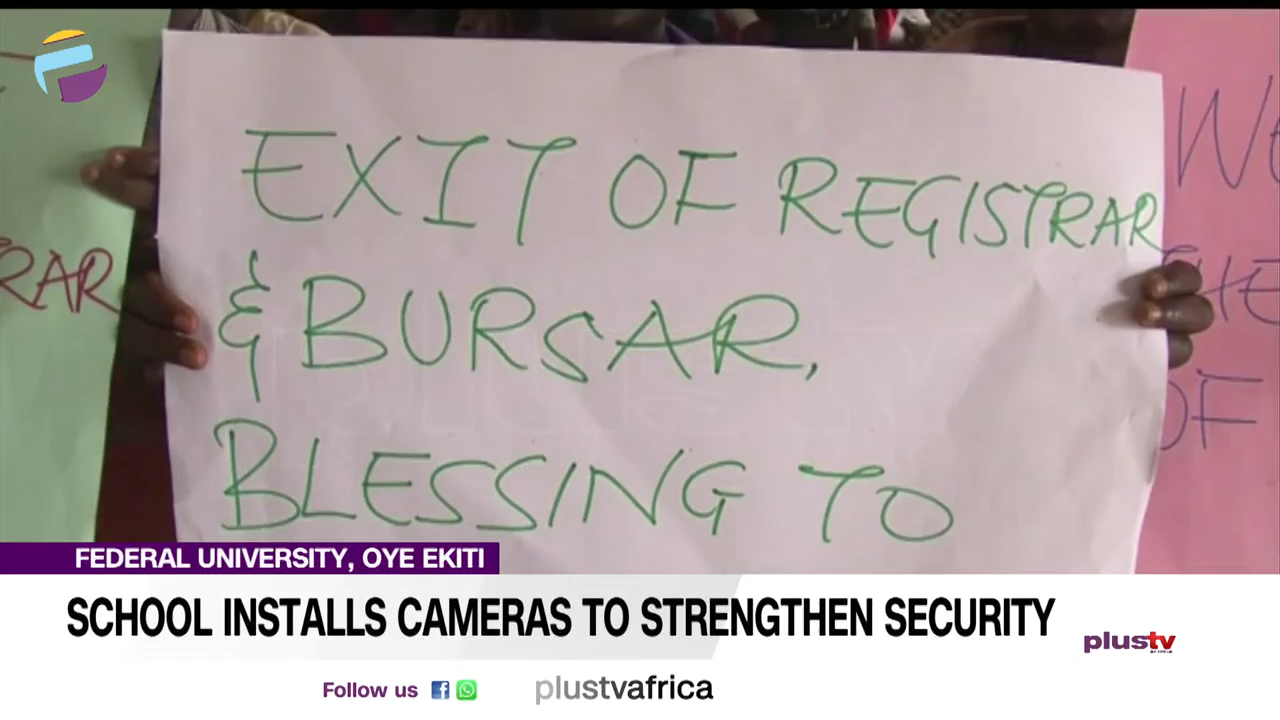 EXIT OF REGISTRAR
& BURSAR,
BLESSING TO
RAR
WE
THE
OF
FEDERAL UNIVERSITY, OYE EKITI
SCHOOL INSTALLS CAMERAS TO STRENGTHEN SECURITY
plustv
Follow us
plustvafrica